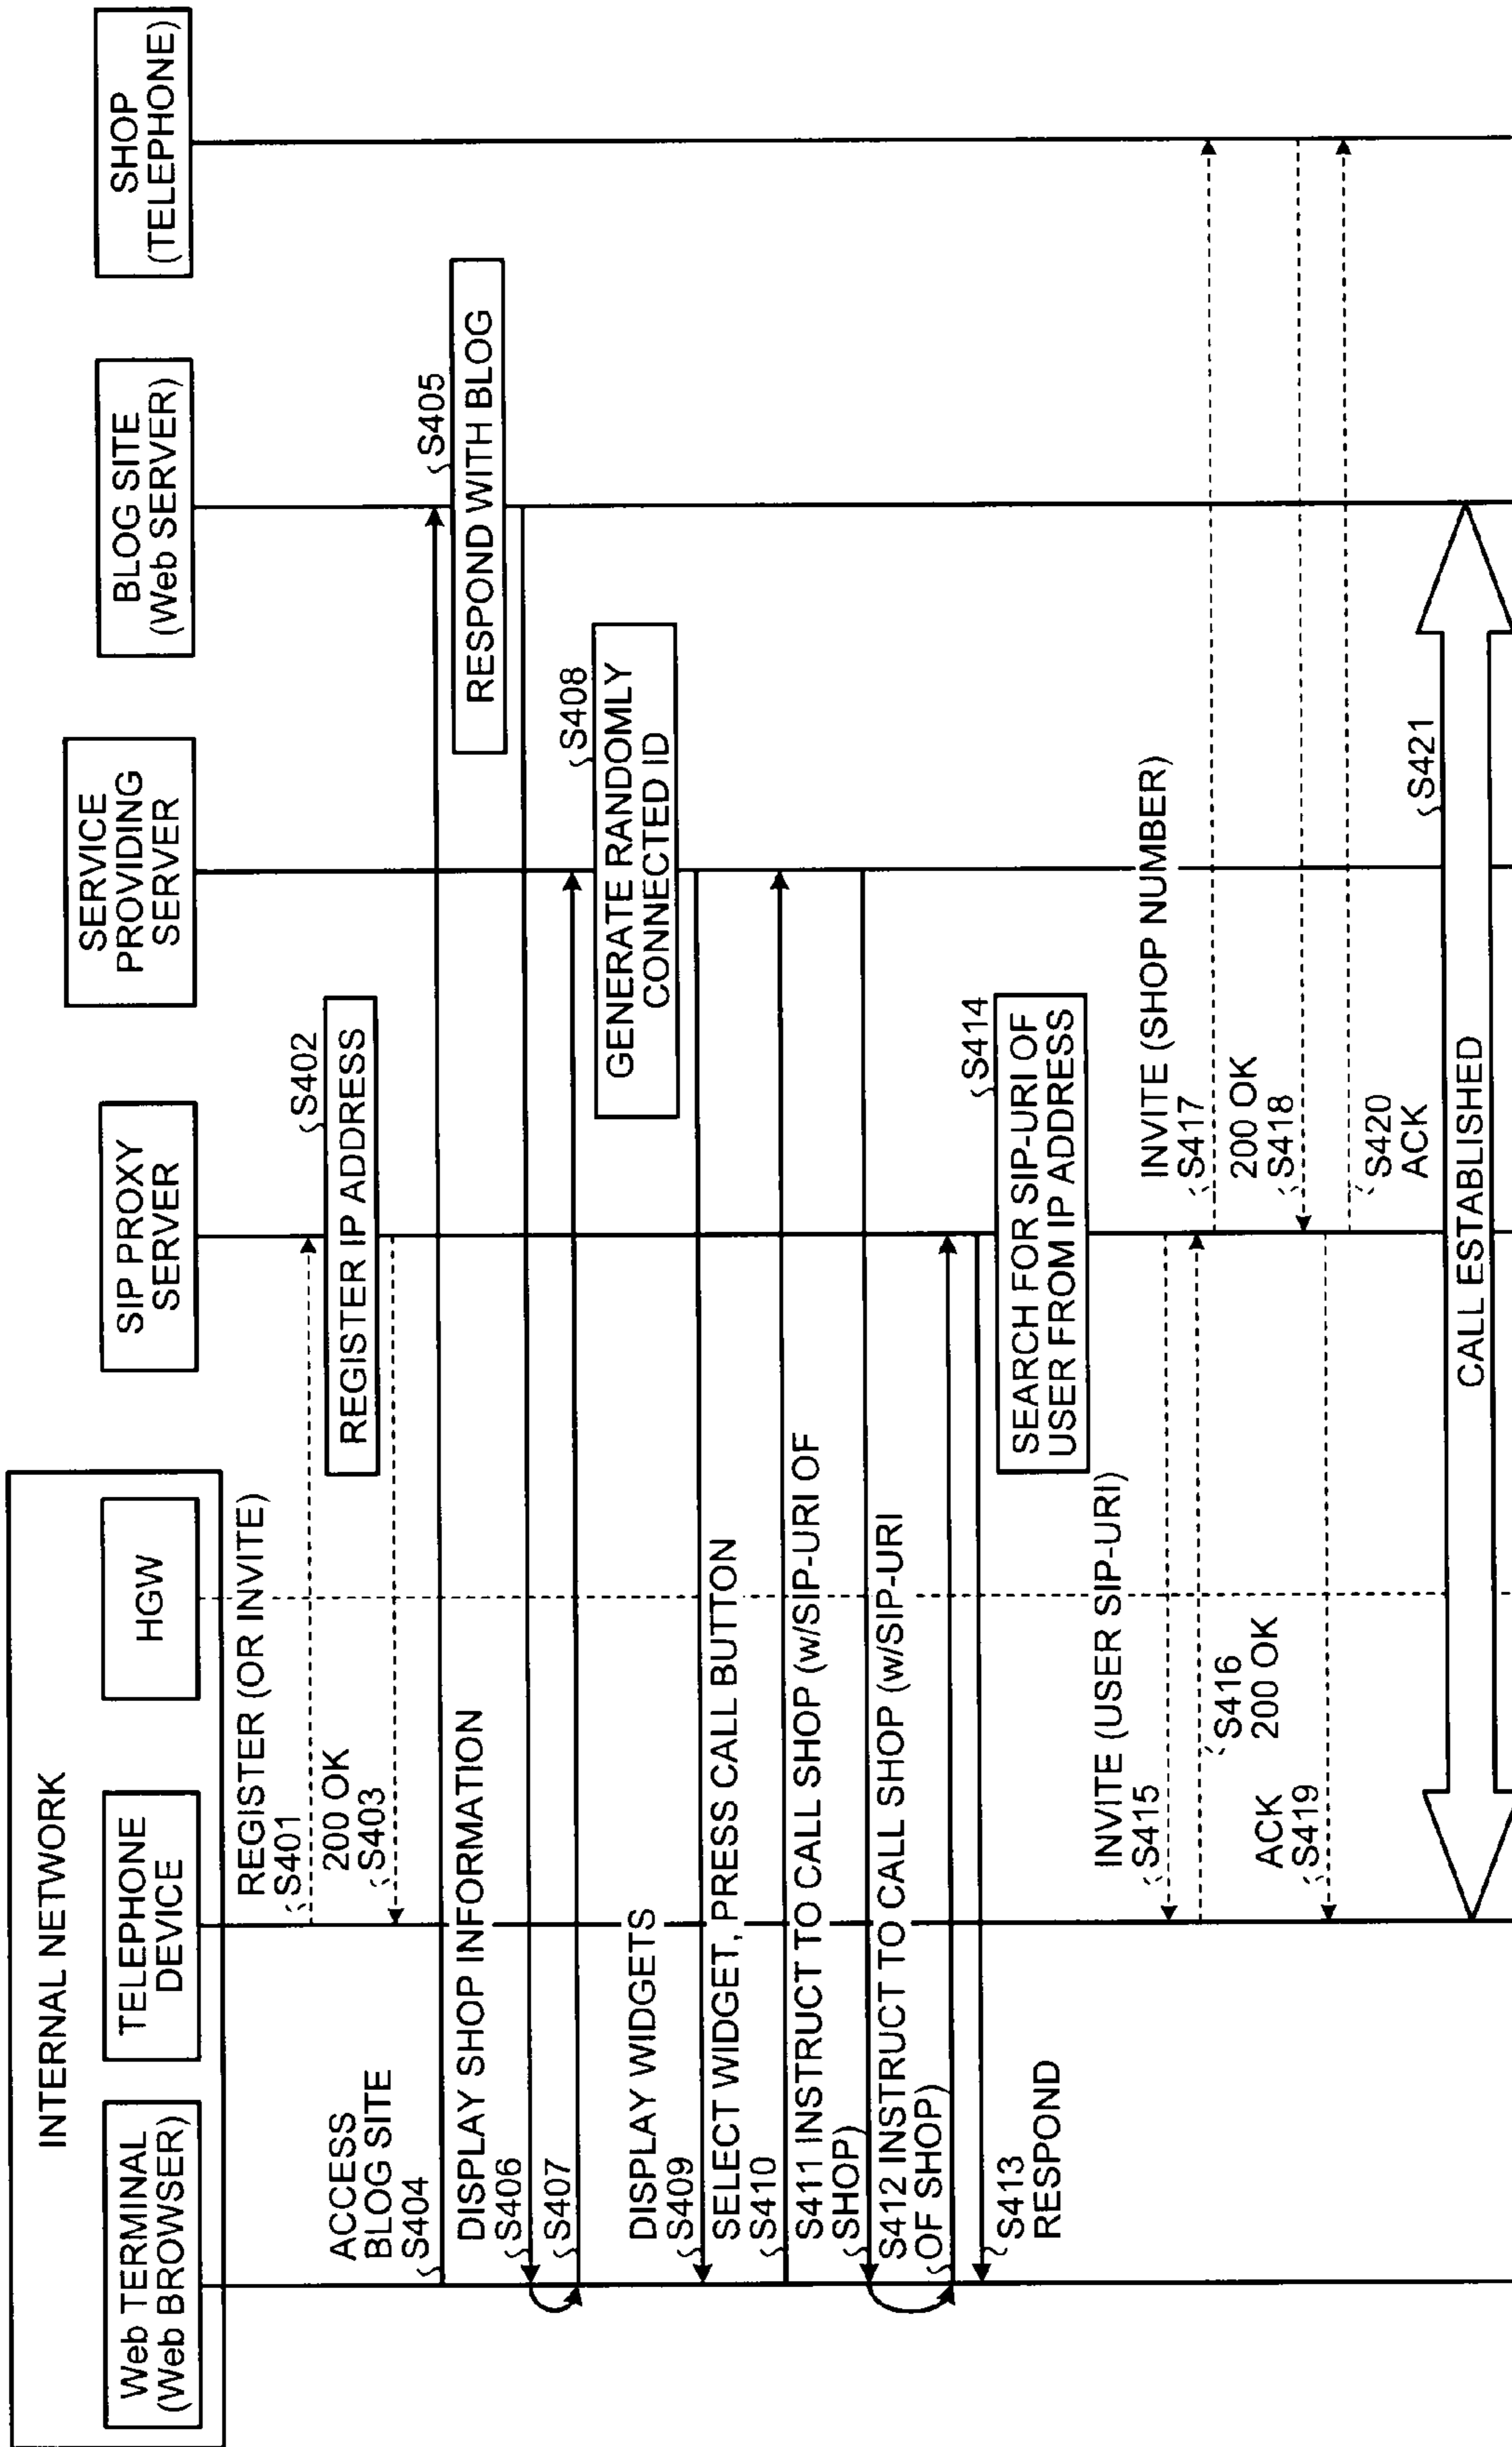 INTERNAL NETWORK
Web TERMINAL
(Web BROWSER)
TELEPHONE
DEVICE
HGW
SIP PROXY
SERVER
SERVICE
PROVIDING
SERVER
BLOG SITE
(Web SERVER)
SHOP
(TELEPHONE)
REGISTER (OR INVITE)
S401
S402
REGISTER IP ADDRESS
200 OK
S403
ACCESS
BLOG SITE
S404
S405
RESPOND WITH BLOG
DISPLAY SHOP INFORMATION
S406
S407
S408
GENERATE RANDOMLY
CONNECTED ID
DISPLAY WIDGETS
S409
SELECT WIDGET, PRESS CALL BUTTON
S410
S411 INSTRUCT TO CALL SHOP (w/SIP-URI OF
SHOP)
S412 INSTRUCT TO CALL SHOP (w/SIP-URI
OF SHOP)
S413
RESPOND
S414
SEARCH FOR SIP-URI OF
USER FROM IP ADDRESS
INVITE (USER SIP-URI)
S415
S416
200 OK
INVITE (SHOP NUMBER)
S417
200 OK
S418
ACK
S419
S420
ACK
S421
CALL ESTABLISHED